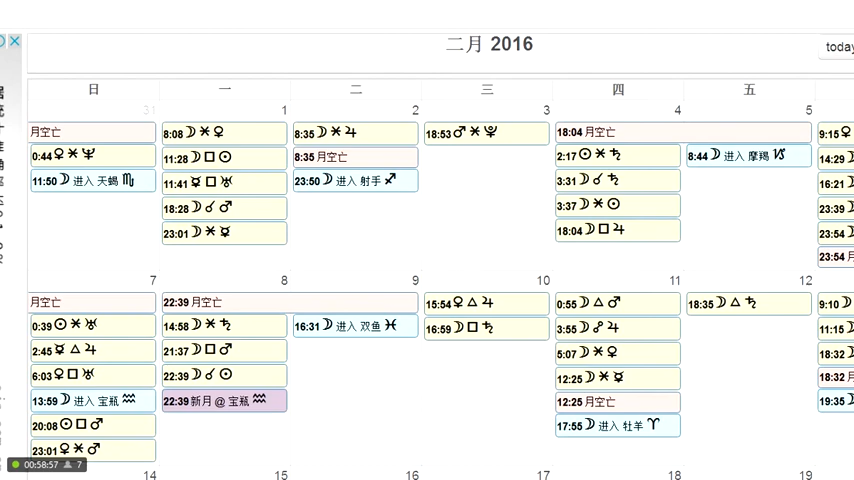 二月 2016
today
日 一 二 三 四 五
31 1 2 3 4 5
月空亡
0:44♀⚹♆
11:50☽ 进入 天蝎 ♏
8:08☽⚹♀
11:28☽□☉
11:41☿□♅
18:28☽☌♂
23:01☽⚹☿
8:35☽⚹♃
8:35 月空亡
23:50☽ 进入 射手 ♐
18:53♂⚹♆
18:04 月空亡
2:17☉⚹♄
3:31☽☌♄
3:37☽⚹☉
18:04☽□♃
8:44☽ 进入 摩羯 ♑
9:15♀
14:29☽
16:21
23:39
23:54☽
23:54 月
7 8 9 10 11 12
月空亡
0:39☉⚹♅
2:45☿△♃
6:03♀□♅
13:59☽ 进入 宝瓶 ♒
20:08☉□♂
23:01♀⚹♂
22:39 月空亡
14:58☽⚹♄
21:37☽□♂
22:39☽☌☉
22:39 新月 @ 宝瓶 ♒
16:31☽ 进入 双鱼 ♓
15:54♀△♃
16:59☽□♄
0:55☽△♂
3:55☽☍♃
5:07☽⚹♀
12:25☽⚹☿
12:25 月空亡
17:55☽ 进入 牡羊 ♈
18:35☽△♄
9:10☽
11:15
18:32☽
18:32 月
19:35☽
14 15 16 17 18 19
00:58:57 7